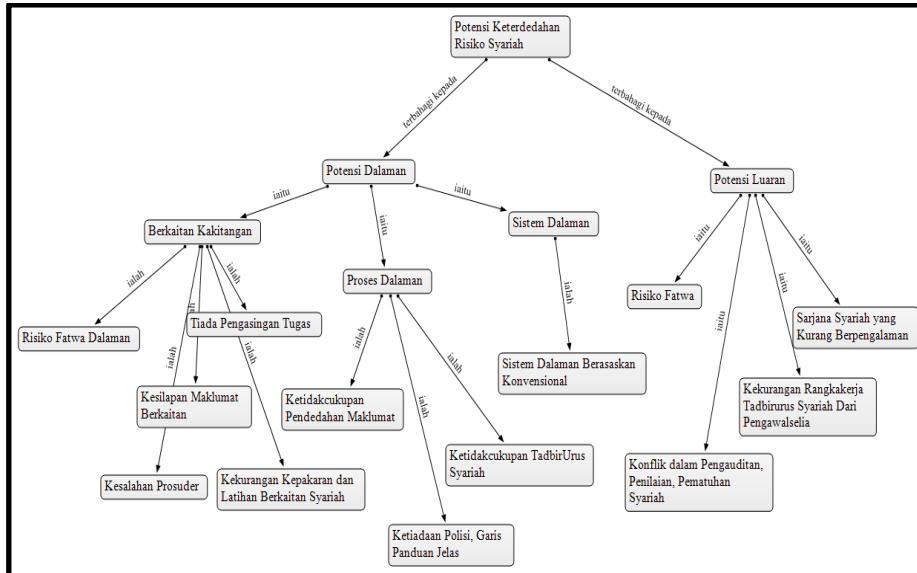 Potensi Keterdedahan
Risiko Syariah
terbahagi kepada
terbahagi kepada
Potensi Dalaman
Potensi Luaran
iaitu
iaitu
iaitu
Berkaitan Kakitangan
Sistem Dalaman
Proses Dalaman
iaitu
iaitu
iaitu
iaitu
Risiko Fatwa
Sarjana Syariah yang
Kurang Berpengalaman
ialah
ialah
ialah
ialah
Risiko Fatwa Dalaman
Tiada Pengasingan Tugas
ialah
Sistem Dalaman Berasaskan
Konvensional
ialah
ialah
ialah
Kesilapan Maklumat
Berkaitan
Ketidakcukupan
Pendedahan Maklumat
Kekurangan Rangkakerja
Tadbirurus Syariah Dari
Pengawalselia
Kesalahan Prosuder
Kekurangan Kepakaran dan
Latihan Berkaitan Syariah
Ketidakcukupan TadbirUrus
Syariah
Konflik dalam Pengauditan,
Penilaian, Pematuhan
Syariah
Ketiadaan Polisi, Garis
Panduan Jelas